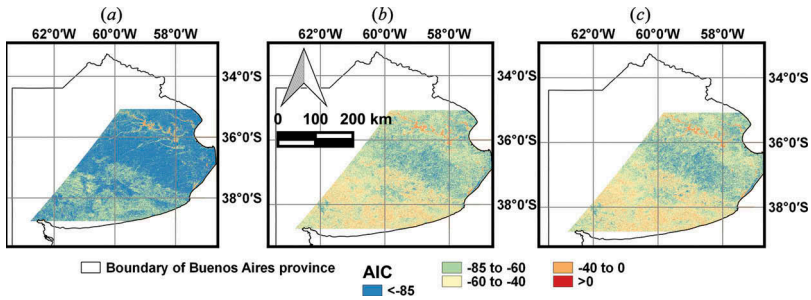 (a) (b) (c)
62°0'W 60°0'W 58°0'W 62°0'W 60°0'W 58°0'W 62°0'W 60°0'W 58°0'W
34°0'S 34°0'S 34°0'S
0 100 200 km
36°0'S 36°0'S 36°0'S
38°0'S 38°0'S 38°0'S
Boundary of Buenos Aires province
AIC
<-85
-85 to -60
-60 to -40
-40 to 0
>0